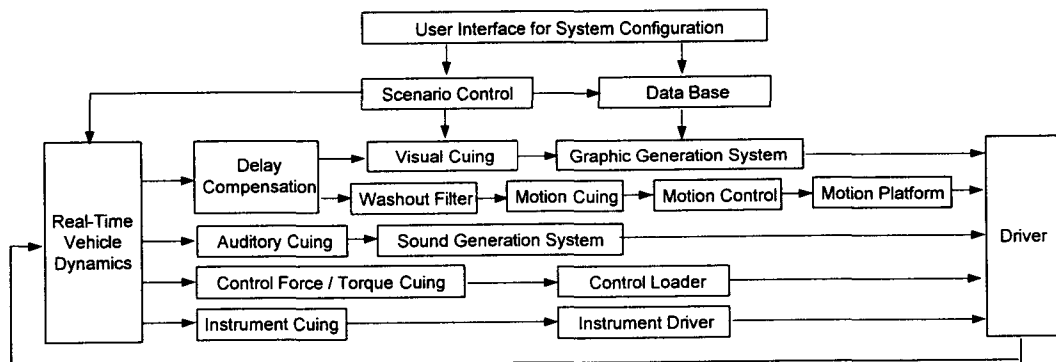 User Interface for System Configuration
Scenario Control
Data Base
Delay
Compensation
Visual Cuing
Graphic Generation System
Washout Filter
Motion Cuing
Motion Control
Motion Platform
Real-Time
Vehicle
Dynamics
Auditory Cuing
Sound Generation System
Driver
Control Force / Torque Cuing
Control Loader
Instrument Cuing
Instrument Driver